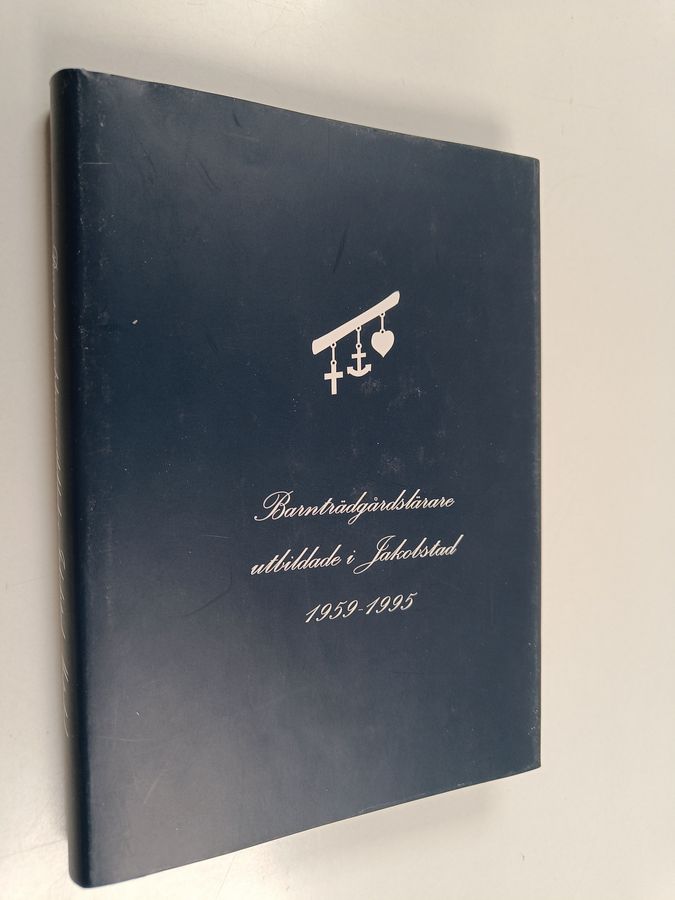 Barnträdgårdslärare
utbildade i Jakobstad
1959-1995